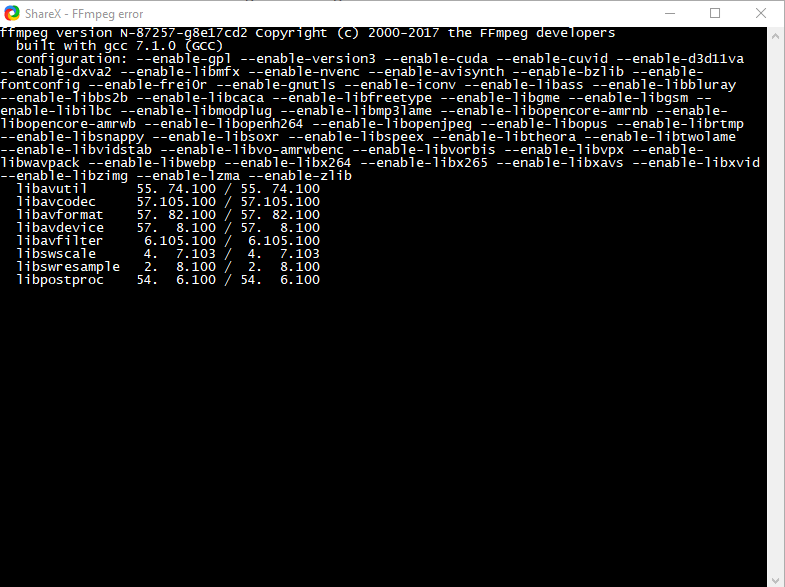 ShareX - FFmpeg error
ffmpeg version N-87257-g8e17cd2 Copyright (c) 2000-2017 the FFmpeg developers
  built with gcc 7.1.0 (GCC)
  configuration: --enable-gpl --enable-version3 --enable-cuda --enable-cuvid --enable-d3d11va
--enable-dxva2 --enable-libmfx --enable-nvenc --enable-avisynth --enable-bzlib --enable-
fontconfig --enable-frei0r --enable-gnutls --enable-iconv --enable-libass --enable-libbluray
--enable-libbs2b --enable-libcaca --enable-libfreetype --enable-libgme --enable-libgsm --
enable-libilbc --enable-libmodplug --enable-libmp3lame --enable-libopencore-amrnb --enable-
libopencore-amrwb --enable-libopenh264 --enable-libopenjpeg --enable-libopus --enable-librtmp
--enable-libsnappy --enable-libsoxr --enable-libspeex --enable-libtheora --enable-libtwolame
--enable-libvidstab --enable-libvo-amrwbenc --enable-libvorbis --enable-libvpx --enable-
libwavpack --enable-libwebp --enable-libx264 --enable-libx265 --enable-libxavs --enable-libxvid
--enable-libzimg --enable-lzma --enable-zlib
  libavutil      55. 74.100 / 55. 74.100
  libavcodec     57.105.100 / 57.105.100
  libavformat    57. 82.100 / 57. 82.100
  libavdevice    57.  8.100 / 57.  8.100
  libavfilter     6.105.100 /  6.105.100
  libswscale      4.  7.103 /  4.  7.103
  libswresample   2.  8.100 /  2.  8.100
  libpostproc    54.  6.100 / 54.  6.100